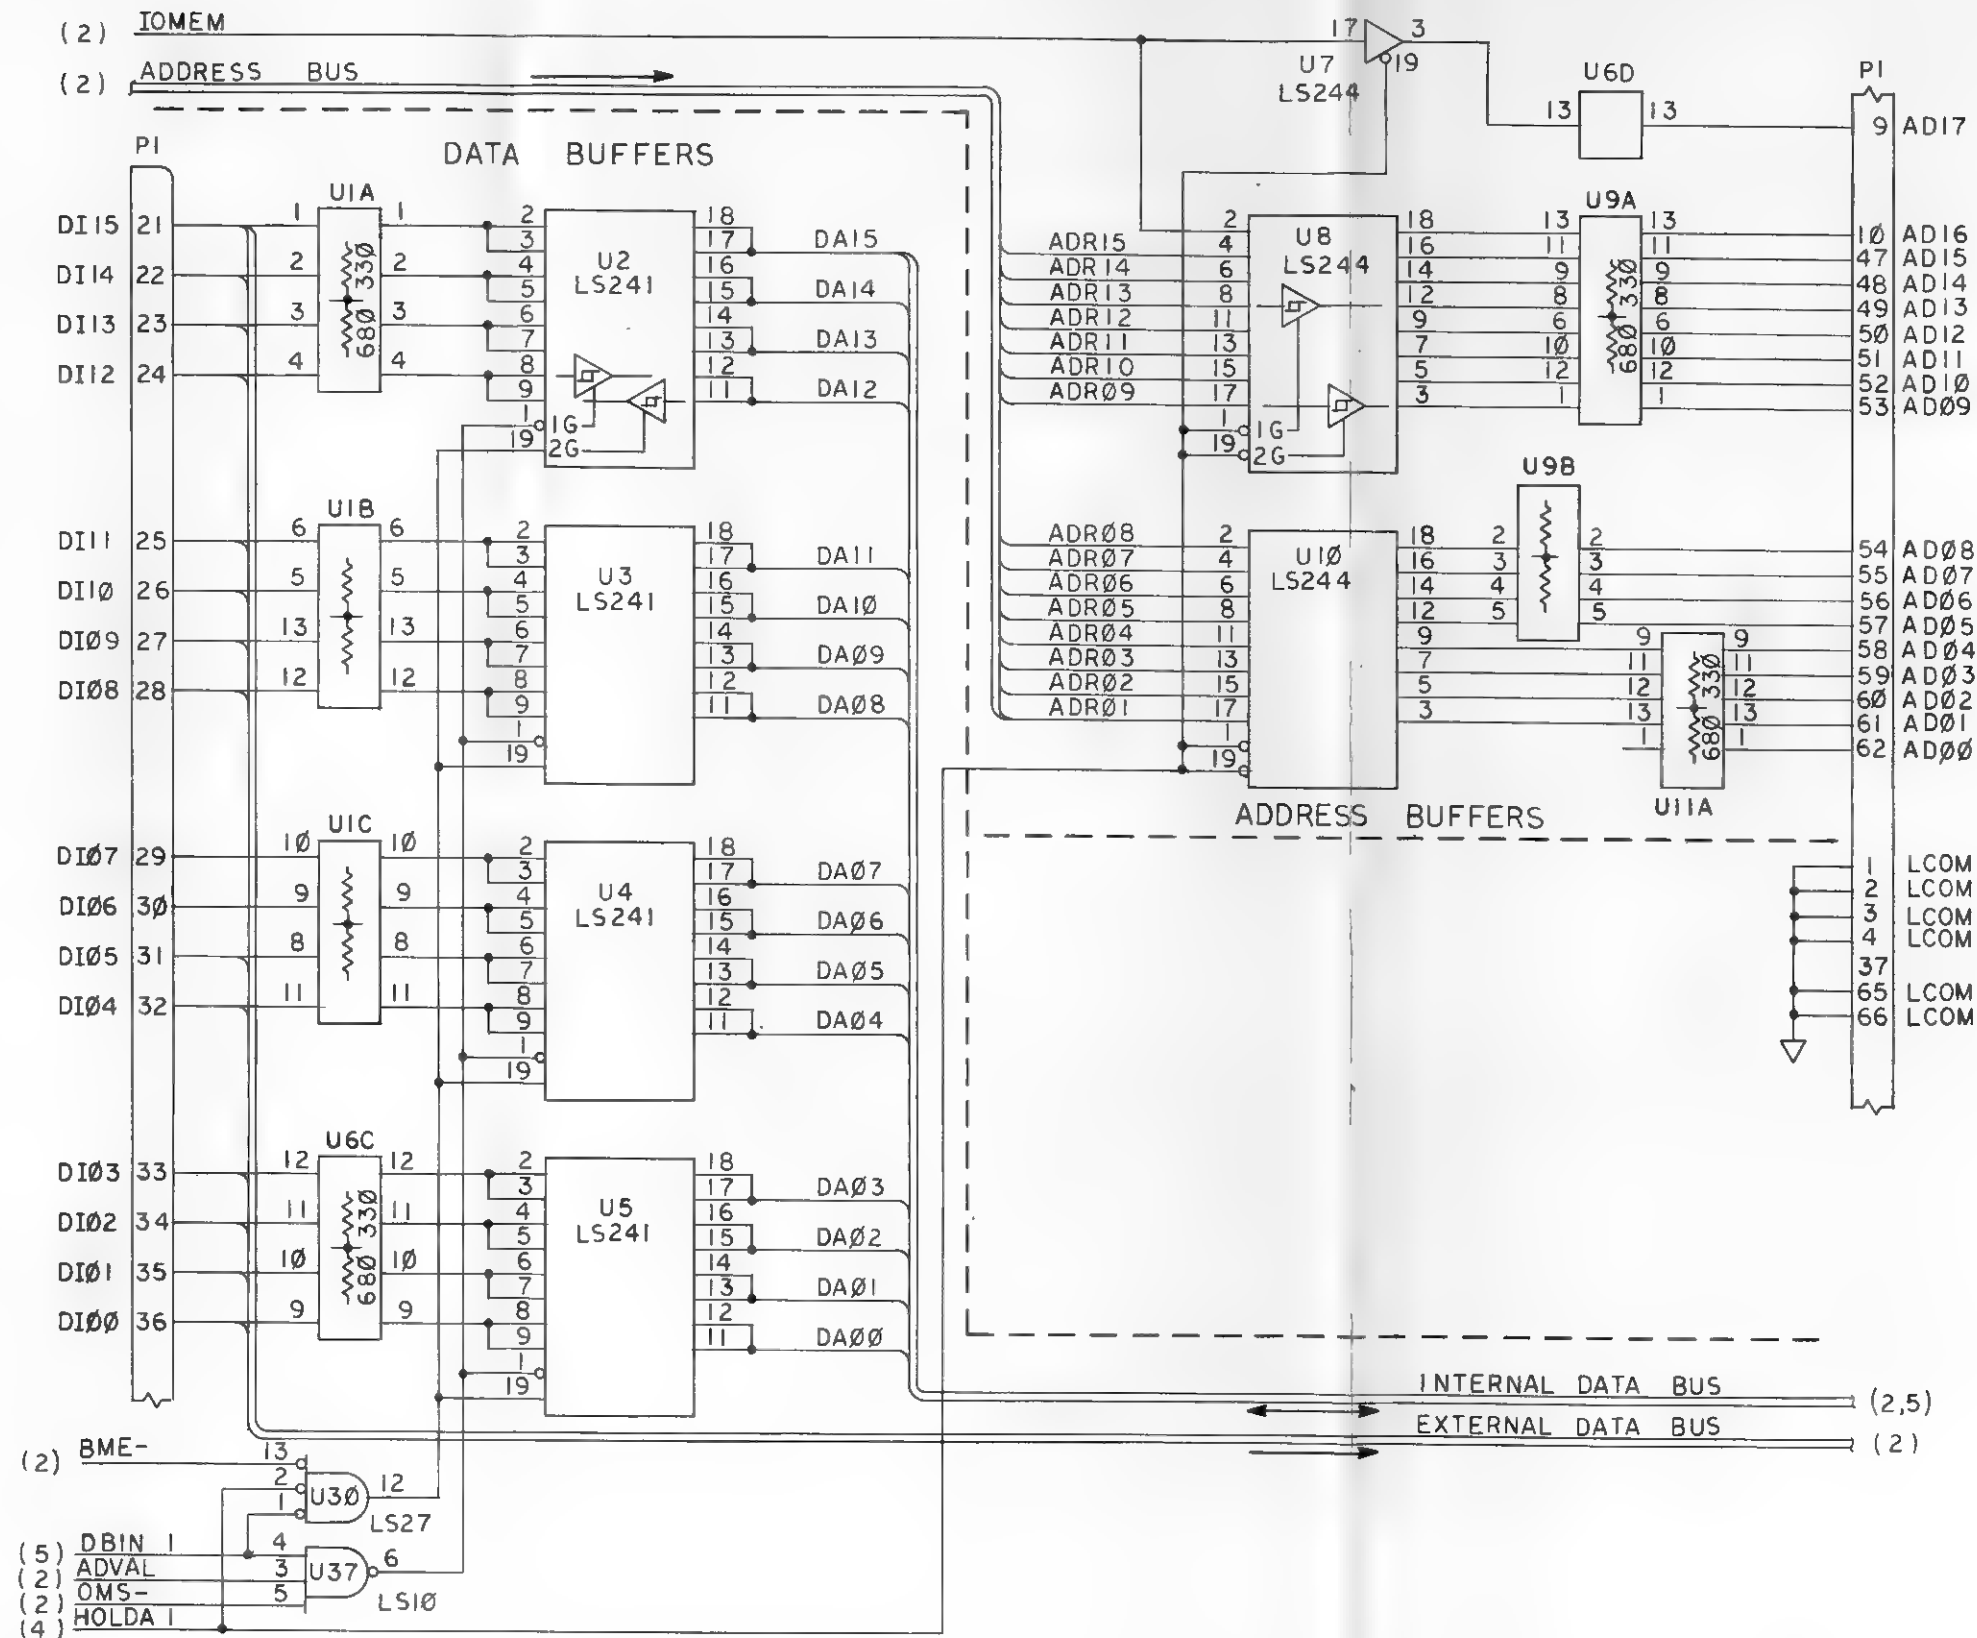 (2) IOMEM
17 3
U7 19
LS244
(2) ADDRESS BUS
U6D
13 13
P1
9 AD17
P1
DATA BUFFERS
DI15 21
DI14 22
DI13 23
DI12 24
U1A
1 1
2 2
3 3
4 4
680 330
U2
LS241
2 18
3 17
4 16
5 15
6 14
7 13
8 12
9 11
1 1G
19 2G
DA15
DA14
DA13
DA12
DI11 25
DI10 26
DI09 27
DI08 28
U1B
6 6
5 5
13 13
12 12
U3
LS241
2 18
3 17
4 16
5 15
6 14
7 13
8 12
9 11
1
19
DA11
DA10
DA09
DA08
DI07 29
DI06 30
DI05 31
DI04 32
U1C
10 10
9 9
8 8
11 11
U4
LS241
2 18
3 17
4 16
5 15
6 14
7 13
8 12
9 11
1
19
DA07
DA06
DA05
DA04
DI03 33
DI02 34
DI01 35
DI00 36
U6C
12 12
11 11
10 10
9 9
680 330
U5
LS241
2 18
3 17
4 16
5 15
6 14
7 13
8 12
9 11
1
19
DA03
DA02
DA01
DA00
ADR15
ADR14
ADR13
ADR12
ADR11
ADR10
ADR09
U8
LS244
2 18
4 16
6 14
8 12
11 9
13 7
15 5
17 3
1 1G
19 2G
U9A
13 13
11 11
9 9
8 8
6 6
10 10
12 12
1 1
680 330
10 AD16
47 AD15
48 AD14
49 AD13
50 AD12
51 AD11
52 AD10
53 AD09
ADR08
ADR07
ADR06
ADR05
ADR04
ADR03
ADR02
ADR01
U10
LS244
2 18
4 16
6 14
8 12
11 9
13 7
15 5
17 3
1
19
U9B
2 2
3 3
4 4
5 5
9 9
11 11
12 12
13 13
1 1
680 330
U11A
54 AD08
55 AD07
56 AD06
57 AD05
58 AD04
59 AD03
60 AD02
61 AD01
62 AD00
ADDRESS BUFFERS
1 LCOM
2 LCOM
3 LCOM
4 LCOM
37
65 LCOM
66 LCOM
INTERNAL DATA BUS (2,5)
EXTERNAL DATA BUS (2)
(2) BME-
13
2
1
U30 12
LS27
(5) DBIN 1 4
(2) ADVAL 3
(2) OMS- 5
(4) HOLDA 1
U37 6
LS10